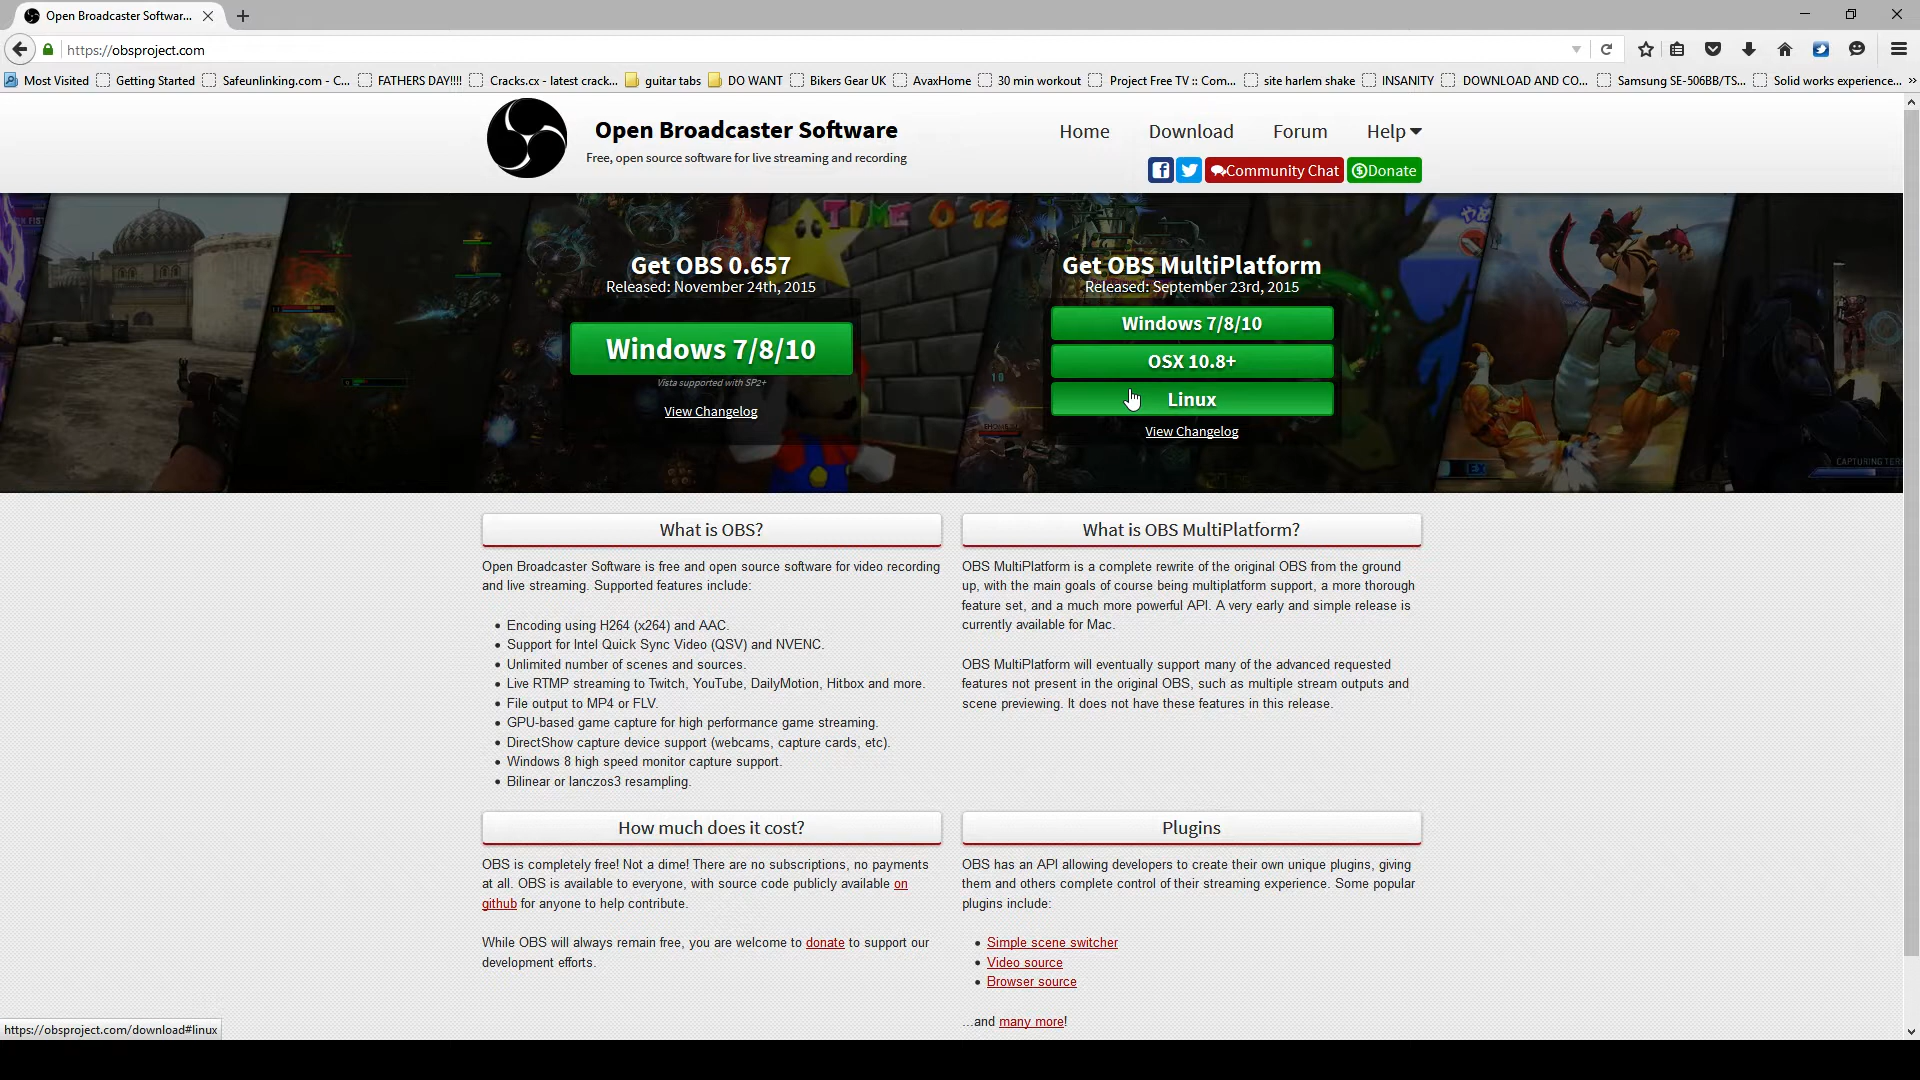 Open Broadcaster Softwar...
https://obsproject.com
Most Visited
Getting Started
Safeunlinking.com - C...
FATHERS DAY!!!!
Cracks.cx - latest crack...
guitar tabs
DO WANT
Bikers Gear UK
AvaxHome
30 min workout
Project Free TV :: Com...
site harlem shake
INSANITY
DOWNLOAD AND CO...
Samsung SE-506BB/TS...
Solid works experience...
Open Broadcaster Software
Free, open source software for live streaming and recording
Home
Download
Forum
Help
Community Chat
Donate
TIME 0'12
Get OBS 0.657
Released: November 24th, 2015
Windows 7/8/10
Vista supported with SP2+
View Changelog
Get OBS MultiPlatform
Released: September 23rd, 2015
Windows 7/8/10
OSX 10.8+
Linux
View Changelog
What is OBS?
Open Broadcaster Software is free and open source software for video recording
and live streaming. Supported features include:
• Encoding using H264 (x264) and AAC.
• Support for Intel Quick Sync Video (QSV) and NVENC.
• Unlimited number of scenes and sources.
• Live RTMP streaming to Twitch, YouTube, DailyMotion, Hitbox and more.
• File output to MP4 or FLV.
• GPU-based game capture for high performance game streaming.
• DirectShow capture device support (webcams, capture cards, etc).
• Windows 8 high speed monitor capture support.
• Bilinear or lanczos3 resampling.
What is OBS MultiPlatform?
OBS MultiPlatform is a complete rewrite of the original OBS from the ground
up, with the main goals of course being multiplatform support, a more thorough
feature set, and a much more powerful API. A very early and simple release is
currently available for Mac.
OBS MultiPlatform will eventually support many of the advanced requested
features not present in the original OBS, such as multiple stream outputs and
scene previewing. It does not have these features in this release.
How much does it cost?
OBS is completely free! Not a dime! There are no subscriptions, no payments
at all. OBS is available to everyone, with source code publicly available on
github for anyone to help contribute.
While OBS will always remain free, you are welcome to donate to support our
development efforts.
Plugins
OBS has an API allowing developers to create their own unique plugins, giving
them and others complete control of their streaming experience. Some popular
plugins include:
• Simple scene switcher
• Video source
• Browser source
...and many more!
https://obsproject.com/download#linux